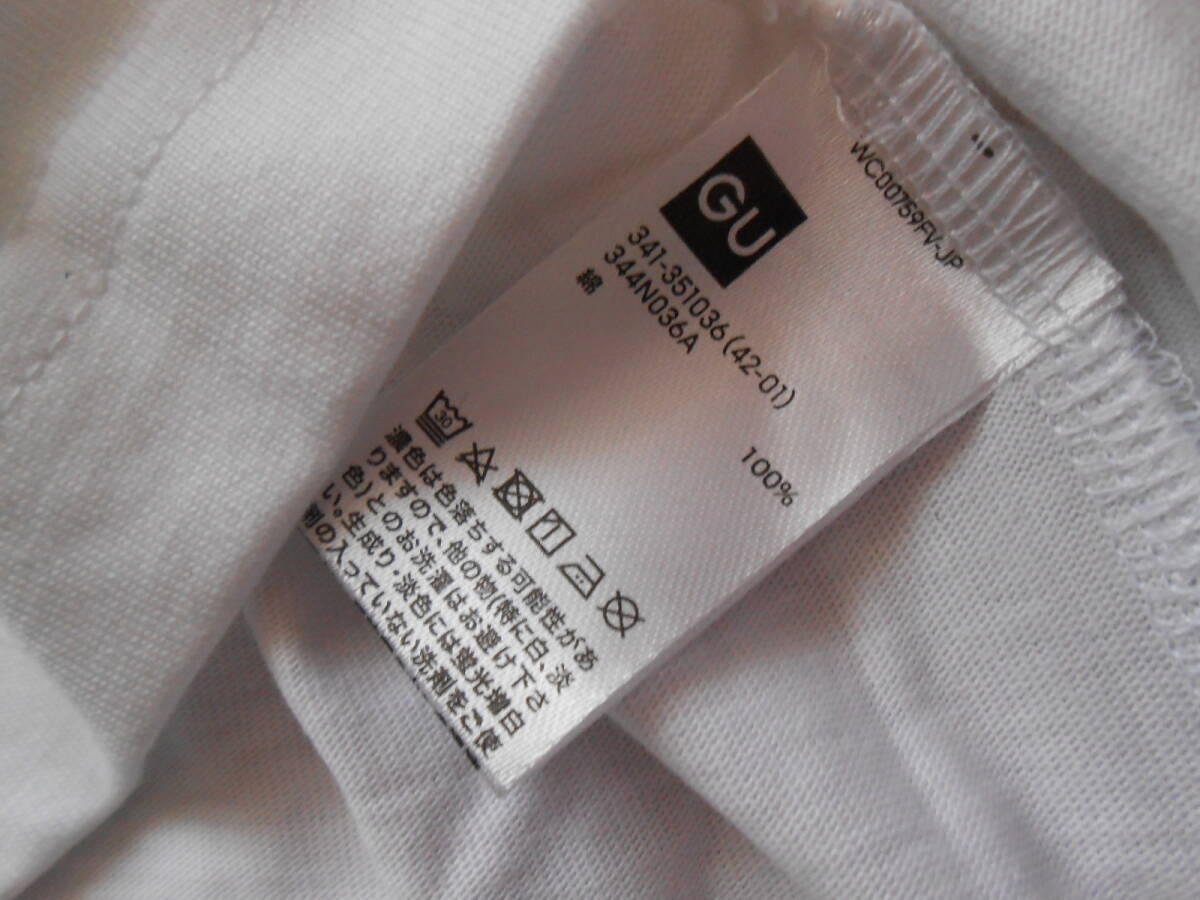 WC00759FV-JP
GU
341-351036(42-01)
344N036A
綿 100%
30
濃色は色落ちする可能性があ
りますので、他の物(特に白、淡
色)とのお洗濯はお避け下さ
い。生成り・淡色には蛍光増白
剤の入っていない洗剤をご使